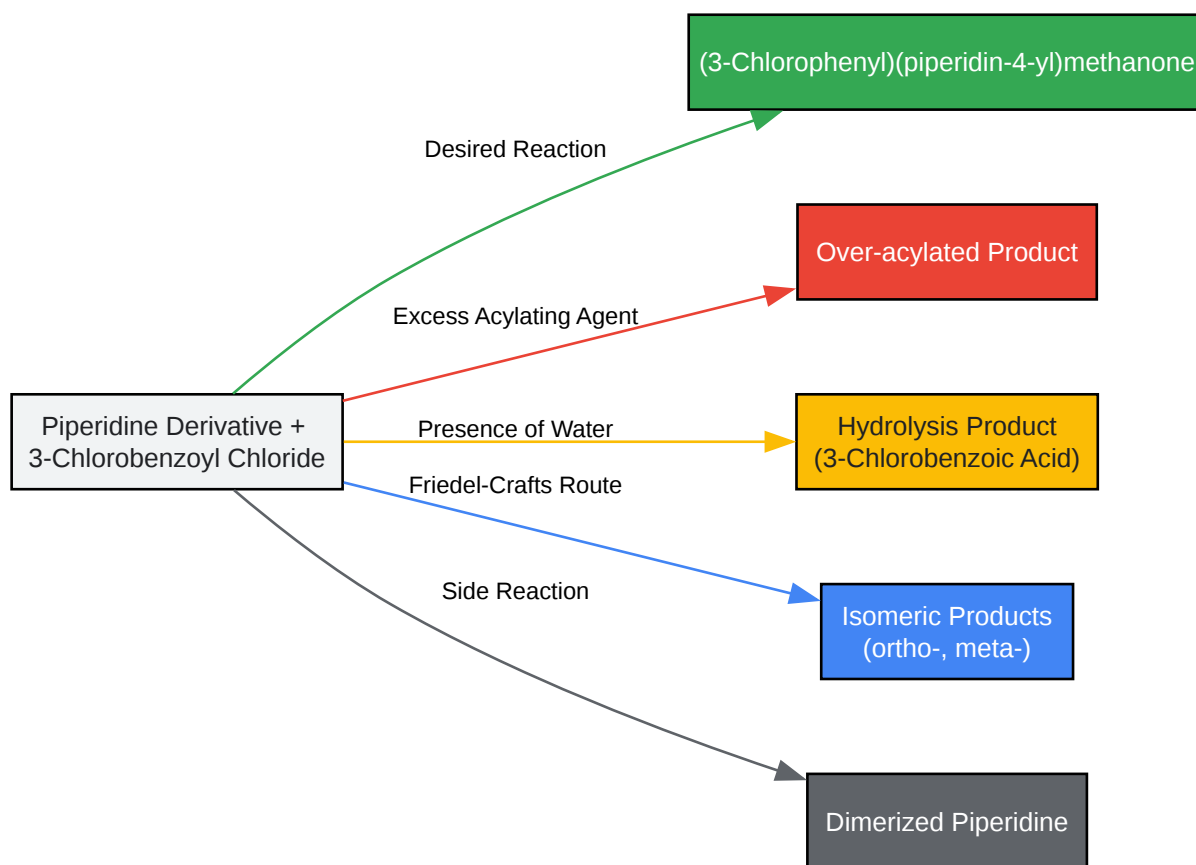 (3-Chlorophenyl)(piperidin-4-yl)methanone
Desired Reaction
Over-acylated Product
Excess Acylating Agent
Piperidine Derivative +
3-Chlorobenzoyl Chloride
Presence of Water
Hydrolysis Product
(3-Chlorobenzoic Acid)
Friedel-Crafts Route
Side Reaction
Isomeric Products
(ortho-, meta-)
Dimerized Piperidine